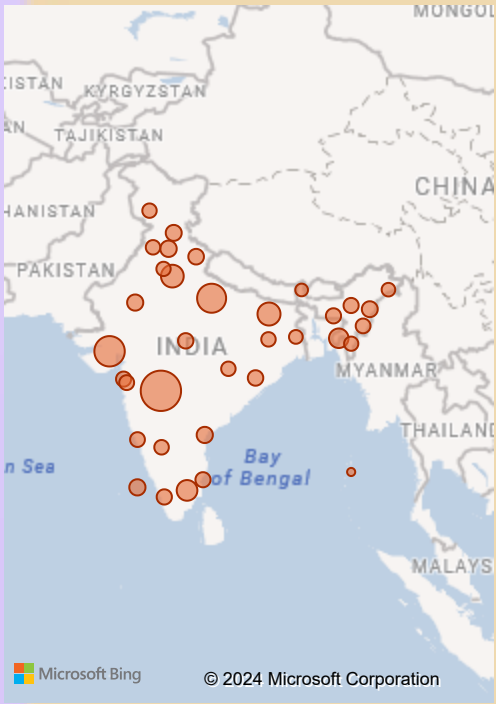 MONGOL
ISTAN
KYRGYZSTAN
AN
TAJIKISTAN
CHINA
HANISTAN
PAKISTAN
INDIA
MYANMAR
THAILAND
n Sea
Bay
of Bengal
MALAYS
Microsoft Bing
© 2024 Microsoft Corporation